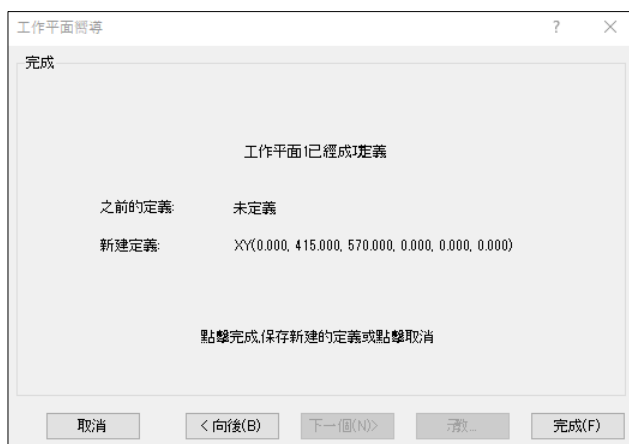 工作平面嚮導 ?
完成
工作平面1已經成功定義
之前的定義: 未定義
新建定義: XY(0.000, 415.000, 570.000, 0.000, 0.000, 0.000)
點擊完成,保存新建的定義或點擊取消
取消 < 向後(B) 下一個(N)> 示教... 完成(F)